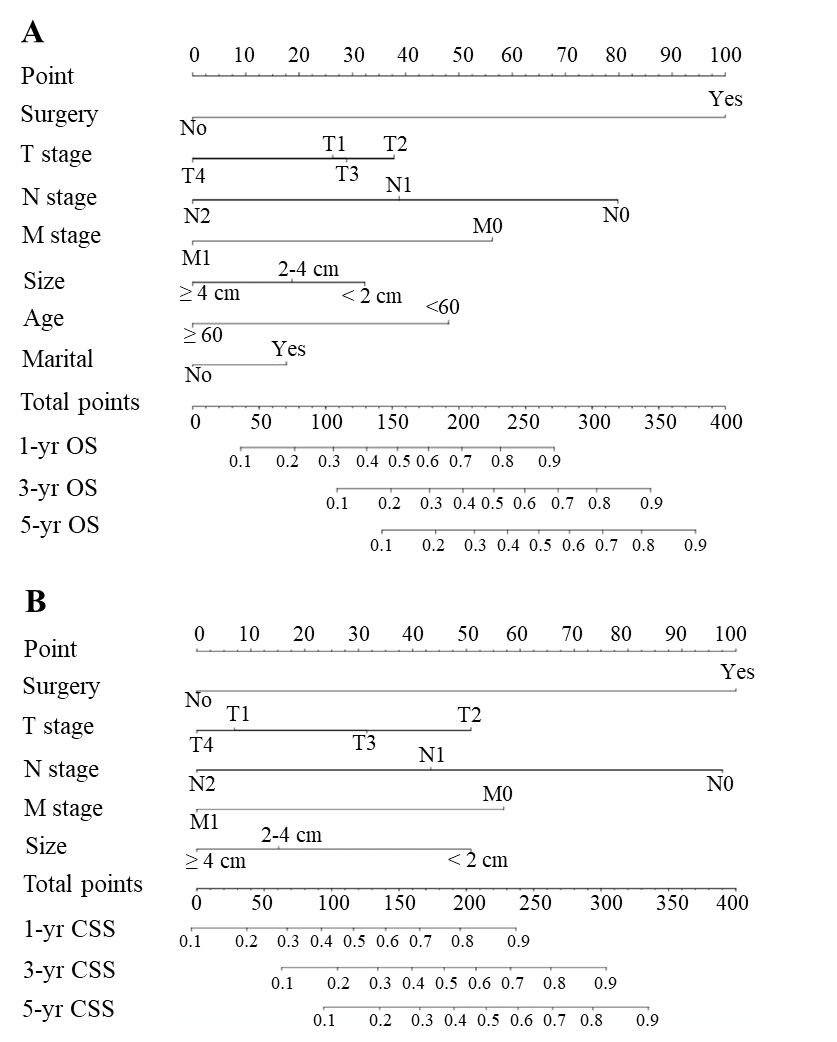 A
0 10 20 30 40 50 60 70 80 90 100
Point
Yes
Surgery
No
T1 T2
T stage
T4 T3
N1
N stage
N2 N0
M0
M stage
M1
2-4 cm
Size
≥ 4 cm < 2 cm
<60
Age
≥ 60
Yes
Marital
No
Total points
0 50 100 150 200 250 300 350 400
1-yr OS
0.1 0.2 0.3 0.4 0.5 0.6 0.7 0.8 0.9
3-yr OS
0.1 0.2 0.3 0.4 0.5 0.6 0.7 0.8 0.9
5-yr OS
0.1 0.2 0.3 0.4 0.5 0.6 0.7 0.8 0.9
B
0 10 20 30 40 50 60 70 80 90 100
Point
Yes
Surgery
No
T1 T2
T stage
T4 T3
N1
N stage
N2 N0
M0
M stage
M1
2-4 cm
Size
≥ 4 cm < 2 cm
Total points
0 50 100 150 200 250 300 350 400
1-yr CSS
0.1 0.2 0.3 0.4 0.5 0.6 0.7 0.8 0.9
3-yr CSS
0.1 0.2 0.3 0.4 0.5 0.6 0.7 0.8 0.9
5-yr CSS
0.1 0.2 0.3 0.4 0.5 0.6 0.7 0.8 0.9